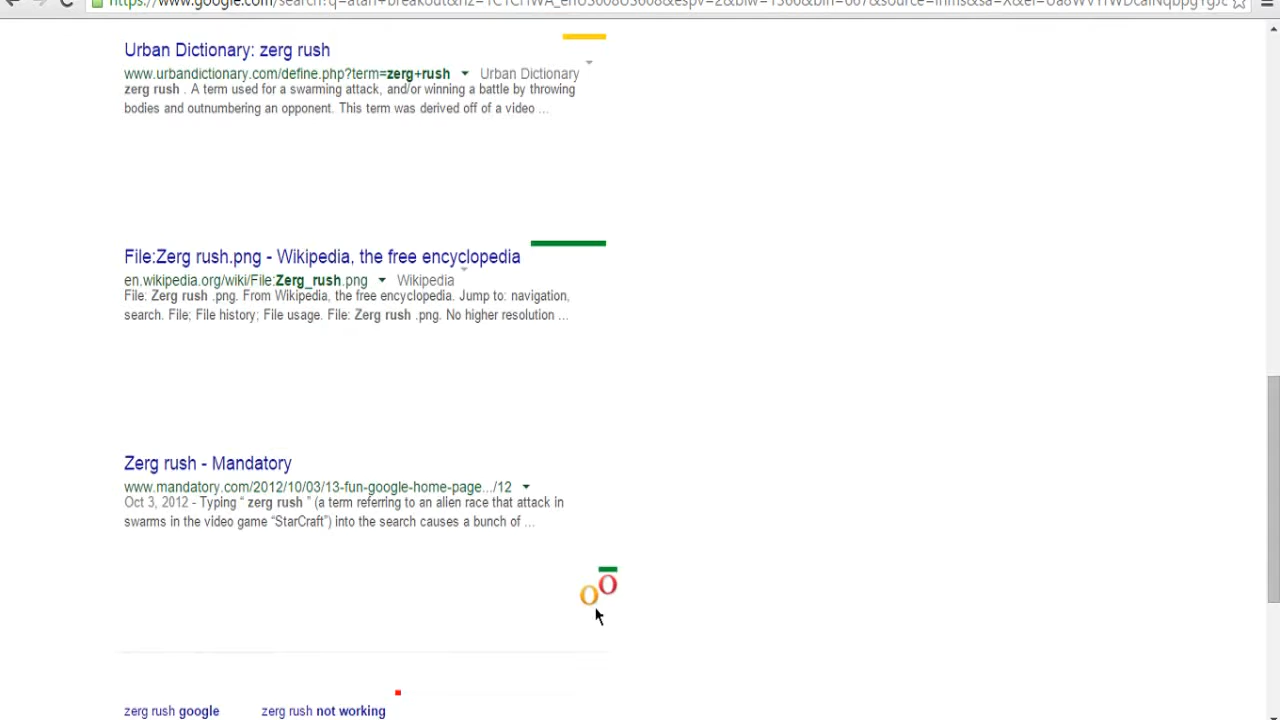 Urban Dictionary: zerg rush
www.urbandictionary.com/define.php?term=zerg+rush Urban Dictionary
zerg rush . A term used for a swarming attack, and/or winning a battle by throwing
bodies and outnumbering an opponent. This term was derived off of a video ...
File:Zerg rush.png - Wikipedia, the free encyclopedia
en.wikipedia.org/wiki/File:Zerg_rush.png Wikipedia
File: Zerg rush .png. From Wikipedia, the free encyclopedia. Jump to: navigation,
search. File; File history; File usage. File: Zerg rush .png. No higher resolution ...
Zerg rush - Mandatory
www.mandatory.com/2012/10/03/13-fun-google-home-page.../12
Oct 3, 2012 - Typing “ zerg rush ” (a term referring to an alien race that attack in
swarms in the video game “StarCraft”) into the search causes a bunch of ...
o o
zerg rush google zerg rush not working